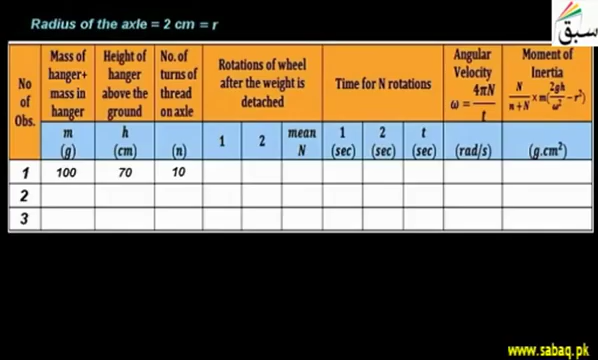 Radius of the axle = 2 cm = r
سبق
No of Obs.
Mass of hanger+ mass in hanger
Height of hanger above the ground
No. of turns of thread on axle
Rotations of wheel after the weight is detached
Time for N rotations
Angular Velocity ω = 4πN / t
Moment of Inertia N / n + N × m(2gh / ω² − r²)
m (g)
h (cm)
(n)
1
2
mean N
1 (sec)
2 (sec)
t (sec)
(rad/s)
(g.cm²)
1 100 70 10
2
3
www.sabaq.pk